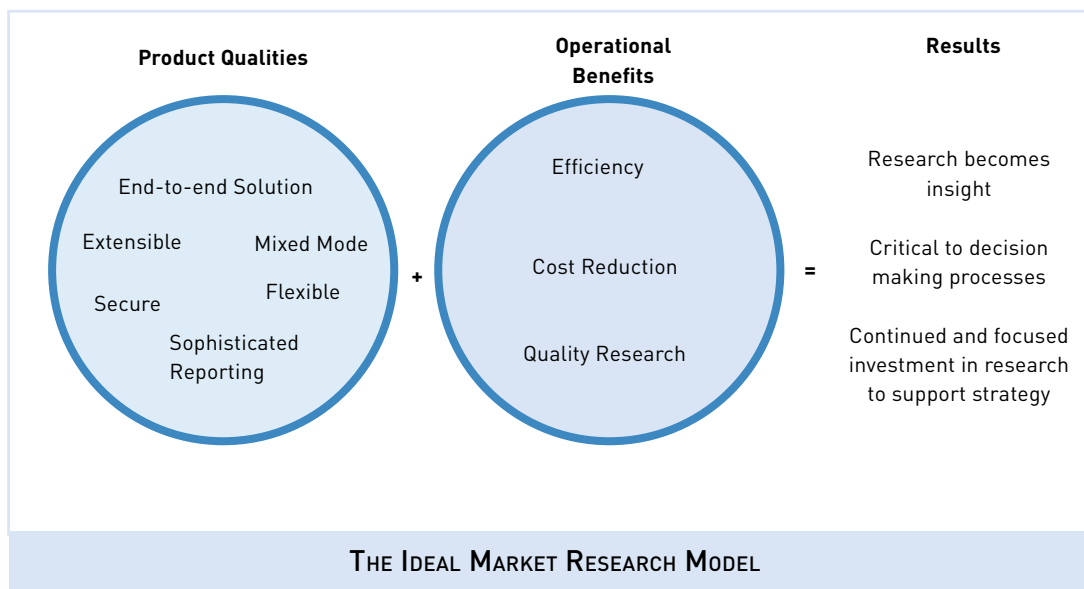 Product Qualities
End-to-end Solution
Extensible
Mixed Mode
Secure
Flexible
Sophisticated
Reporting
+
Operational
Benefits
Efficiency
Cost Reduction
Quality Research
=
Results
Research becomes
insight
Critical to decision
making processes
Continued and focused
investment in research
to support strategy
The Ideal Market Research Model